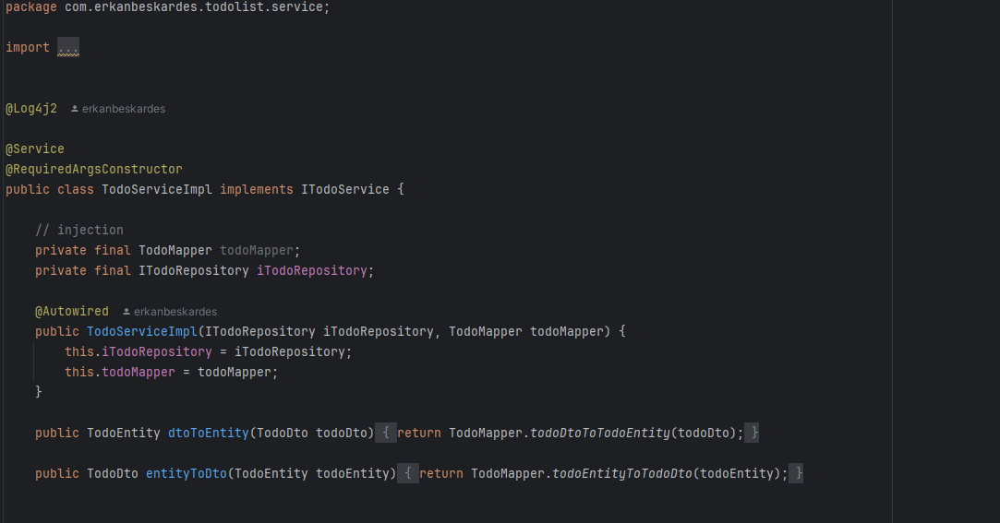 package com.erkanbeskardes.todolist.service;
import ...
@Log4j2 erkanbeskardes
@Service
@RequiredArgsConstructor
public class TodoServiceImpl implements ITodoService {
// injection
private final TodoMapper todoMapper;
private final ITodoRepository iTodoRepository;
@Autowired erkanbeskardes
public TodoServiceImpl(ITodoRepository iTodoRepository, TodoMapper todoMapper) {
this.iTodoRepository = iTodoRepository;
this.todoMapper = todoMapper;
}
public TodoEntity dtoToEntity(TodoDto todoDto) { return TodoMapper.todoDtoToTodoEntity(todoDto); }
public TodoDto entityToDto(TodoEntity todoEntity) { return TodoMapper.todoEntityToTodoDto(todoEntity); }